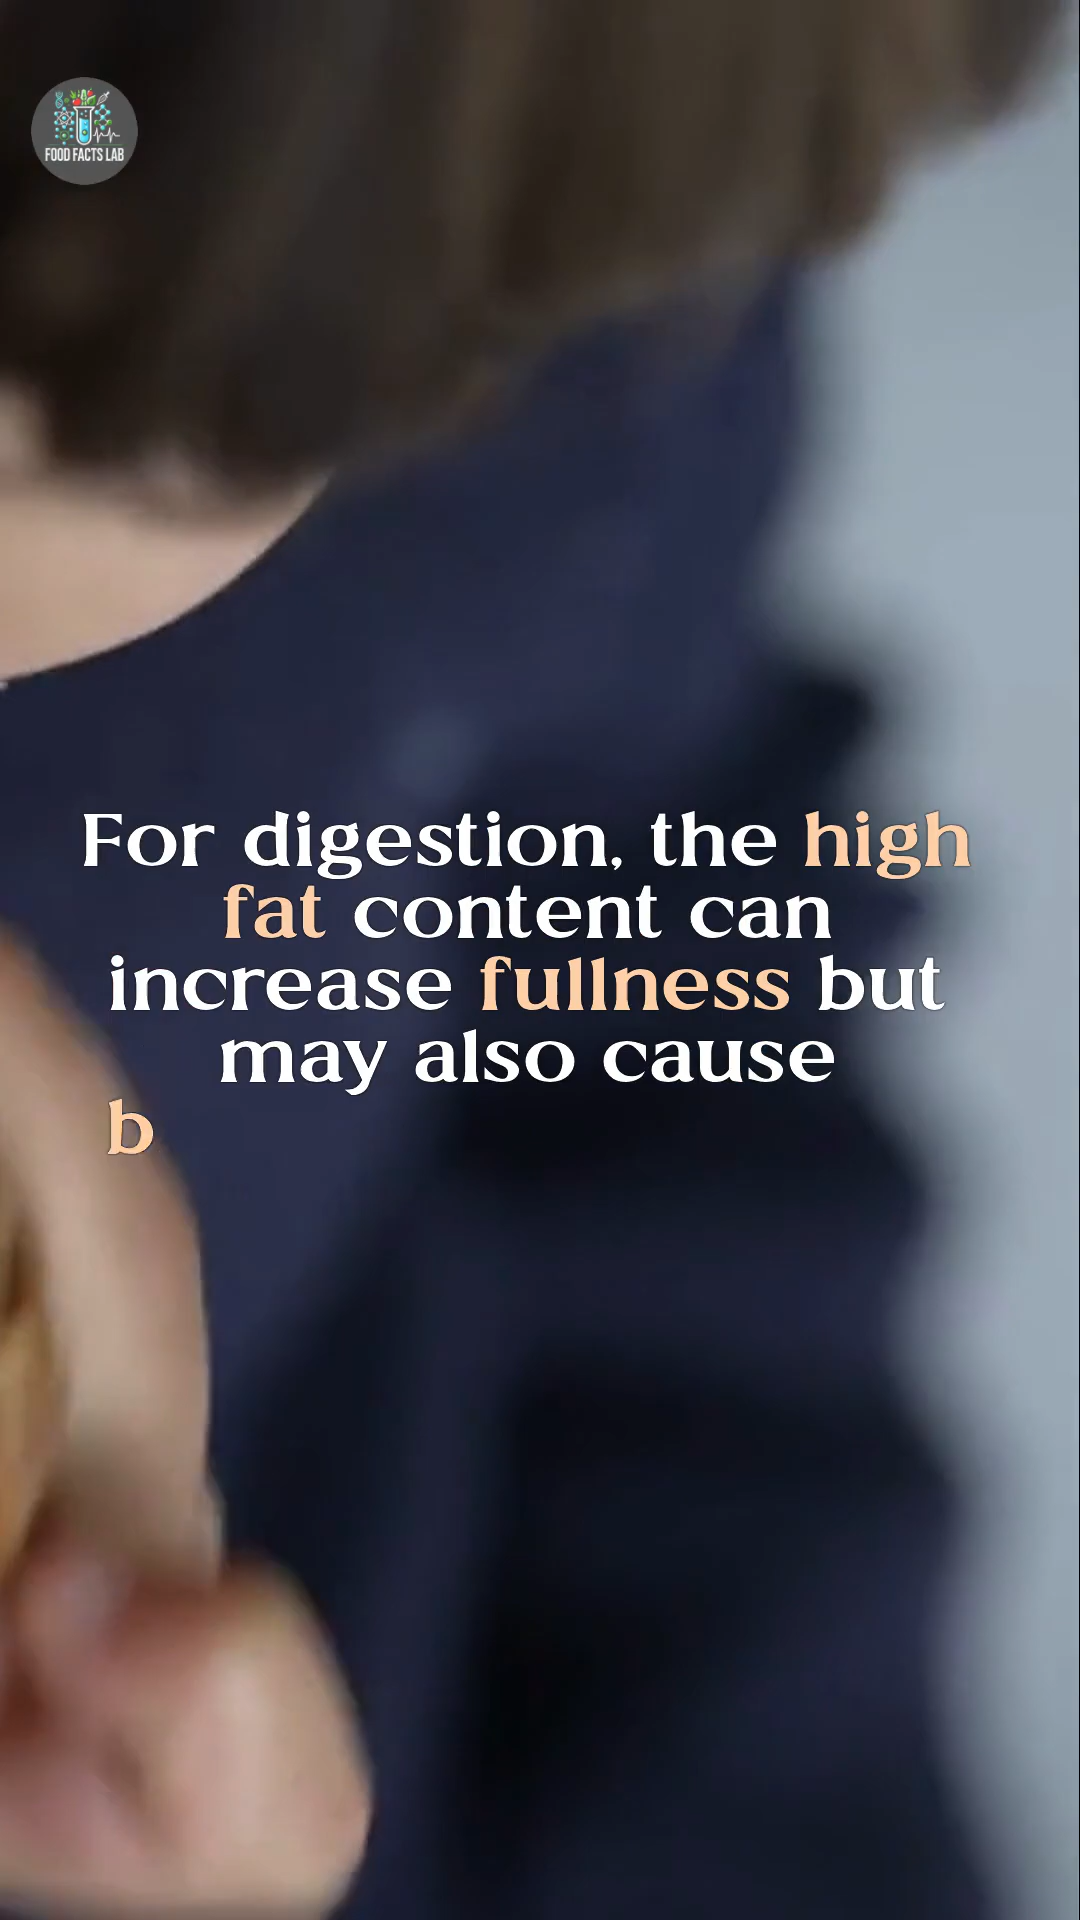 FOOD FACTS LAB
For digestion, the high
fat content can
increase fullness but
may also cause
b